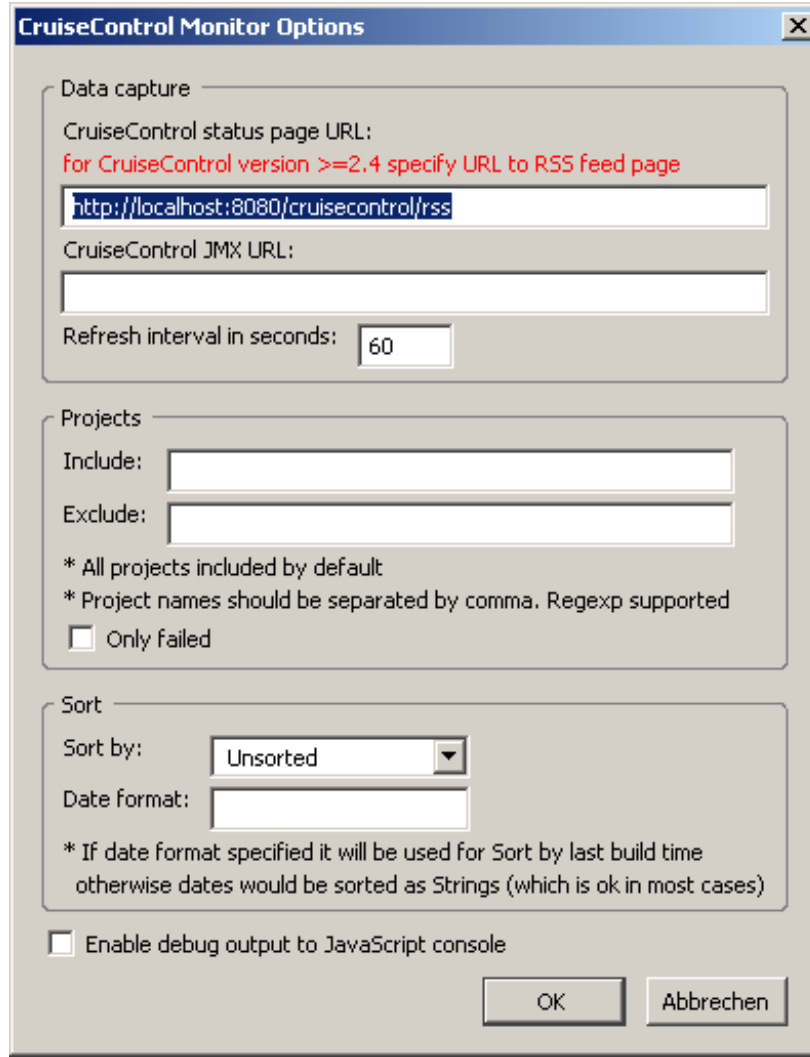 CruiseControl Monitor Options
Data capture
CruiseControl status page URL:
for CruiseControl version >=2.4 specify URL to RSS feed page
http://localhost:8080/cruisecontrol/rss
CruiseControl JMX URL:
Refresh interval in seconds: 60
Projects
Include:
Exclude:
* All projects included by default
* Project names should be separated by comma. Regexp supported
Only failed
Sort
Sort by: Unsorted
Date format:
* If date format specified it will be used for Sort by last build time
otherwise dates would be sorted as Strings (which is ok in most cases)
Enable debug output to JavaScript console
OK Abbrechen